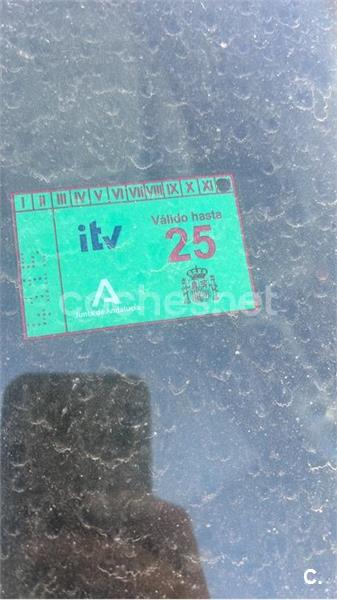 I II III IV V VI VII VIII IX X XI
itv
Válido hasta
25
Junta de Andalucía
coches.net
C.